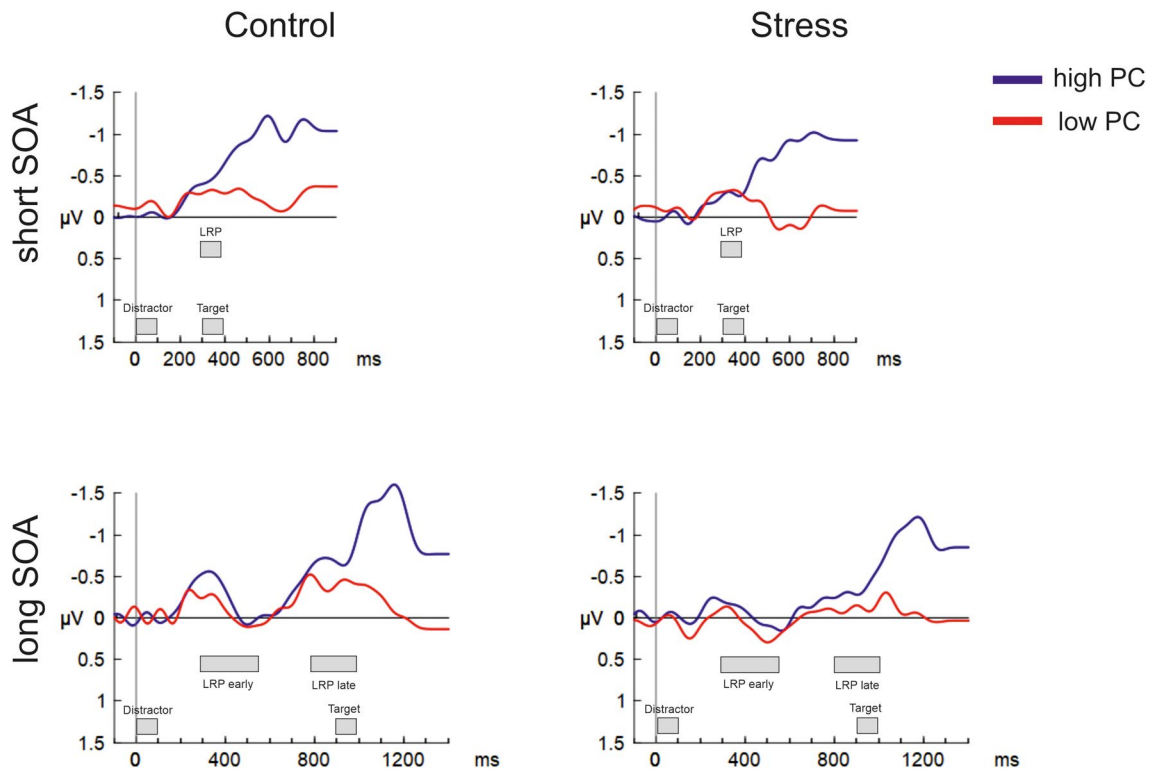 Control
Stress
high PC
low PC
short SOA
-1.5
-1
-0.5
µV 0
0.5
1
1.5
LRP
Distractor
Target
0 200 400 600 800 ms
-1.5
-1
-0.5
µV 0
0.5
1
1.5
LRP
Distractor
Target
0 200 400 600 800 ms
long SOA
-1.5
-1
-0.5
µV 0
0.5
1
1.5
LRP early
LRP late
Distractor
Target
0 400 800 1200 ms
-1.5
-1
-0.5
µV 0
0.5
1
1.5
LRP early
LRP late
Distractor
Target
0 400 800 1200 ms